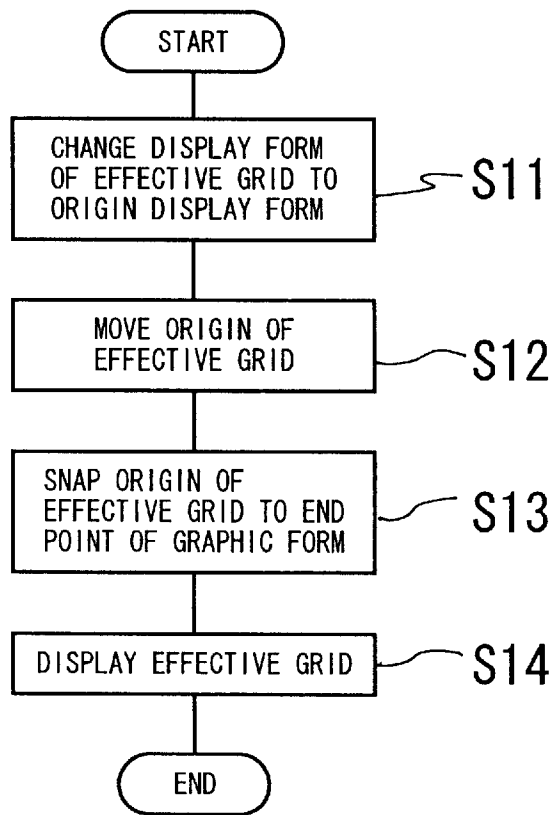 START
CHANGE DISPLAY FORM
OF EFFECTIVE GRID TO
ORIGIN DISPLAY FORM
S11
MOVE ORIGIN OF
EFFECTIVE GRID
S12
SNAP ORIGIN OF
EFFECTIVE GRID TO END
POINT OF GRAPHIC FORM
S13
DISPLAY EFFECTIVE GRID
S14
END